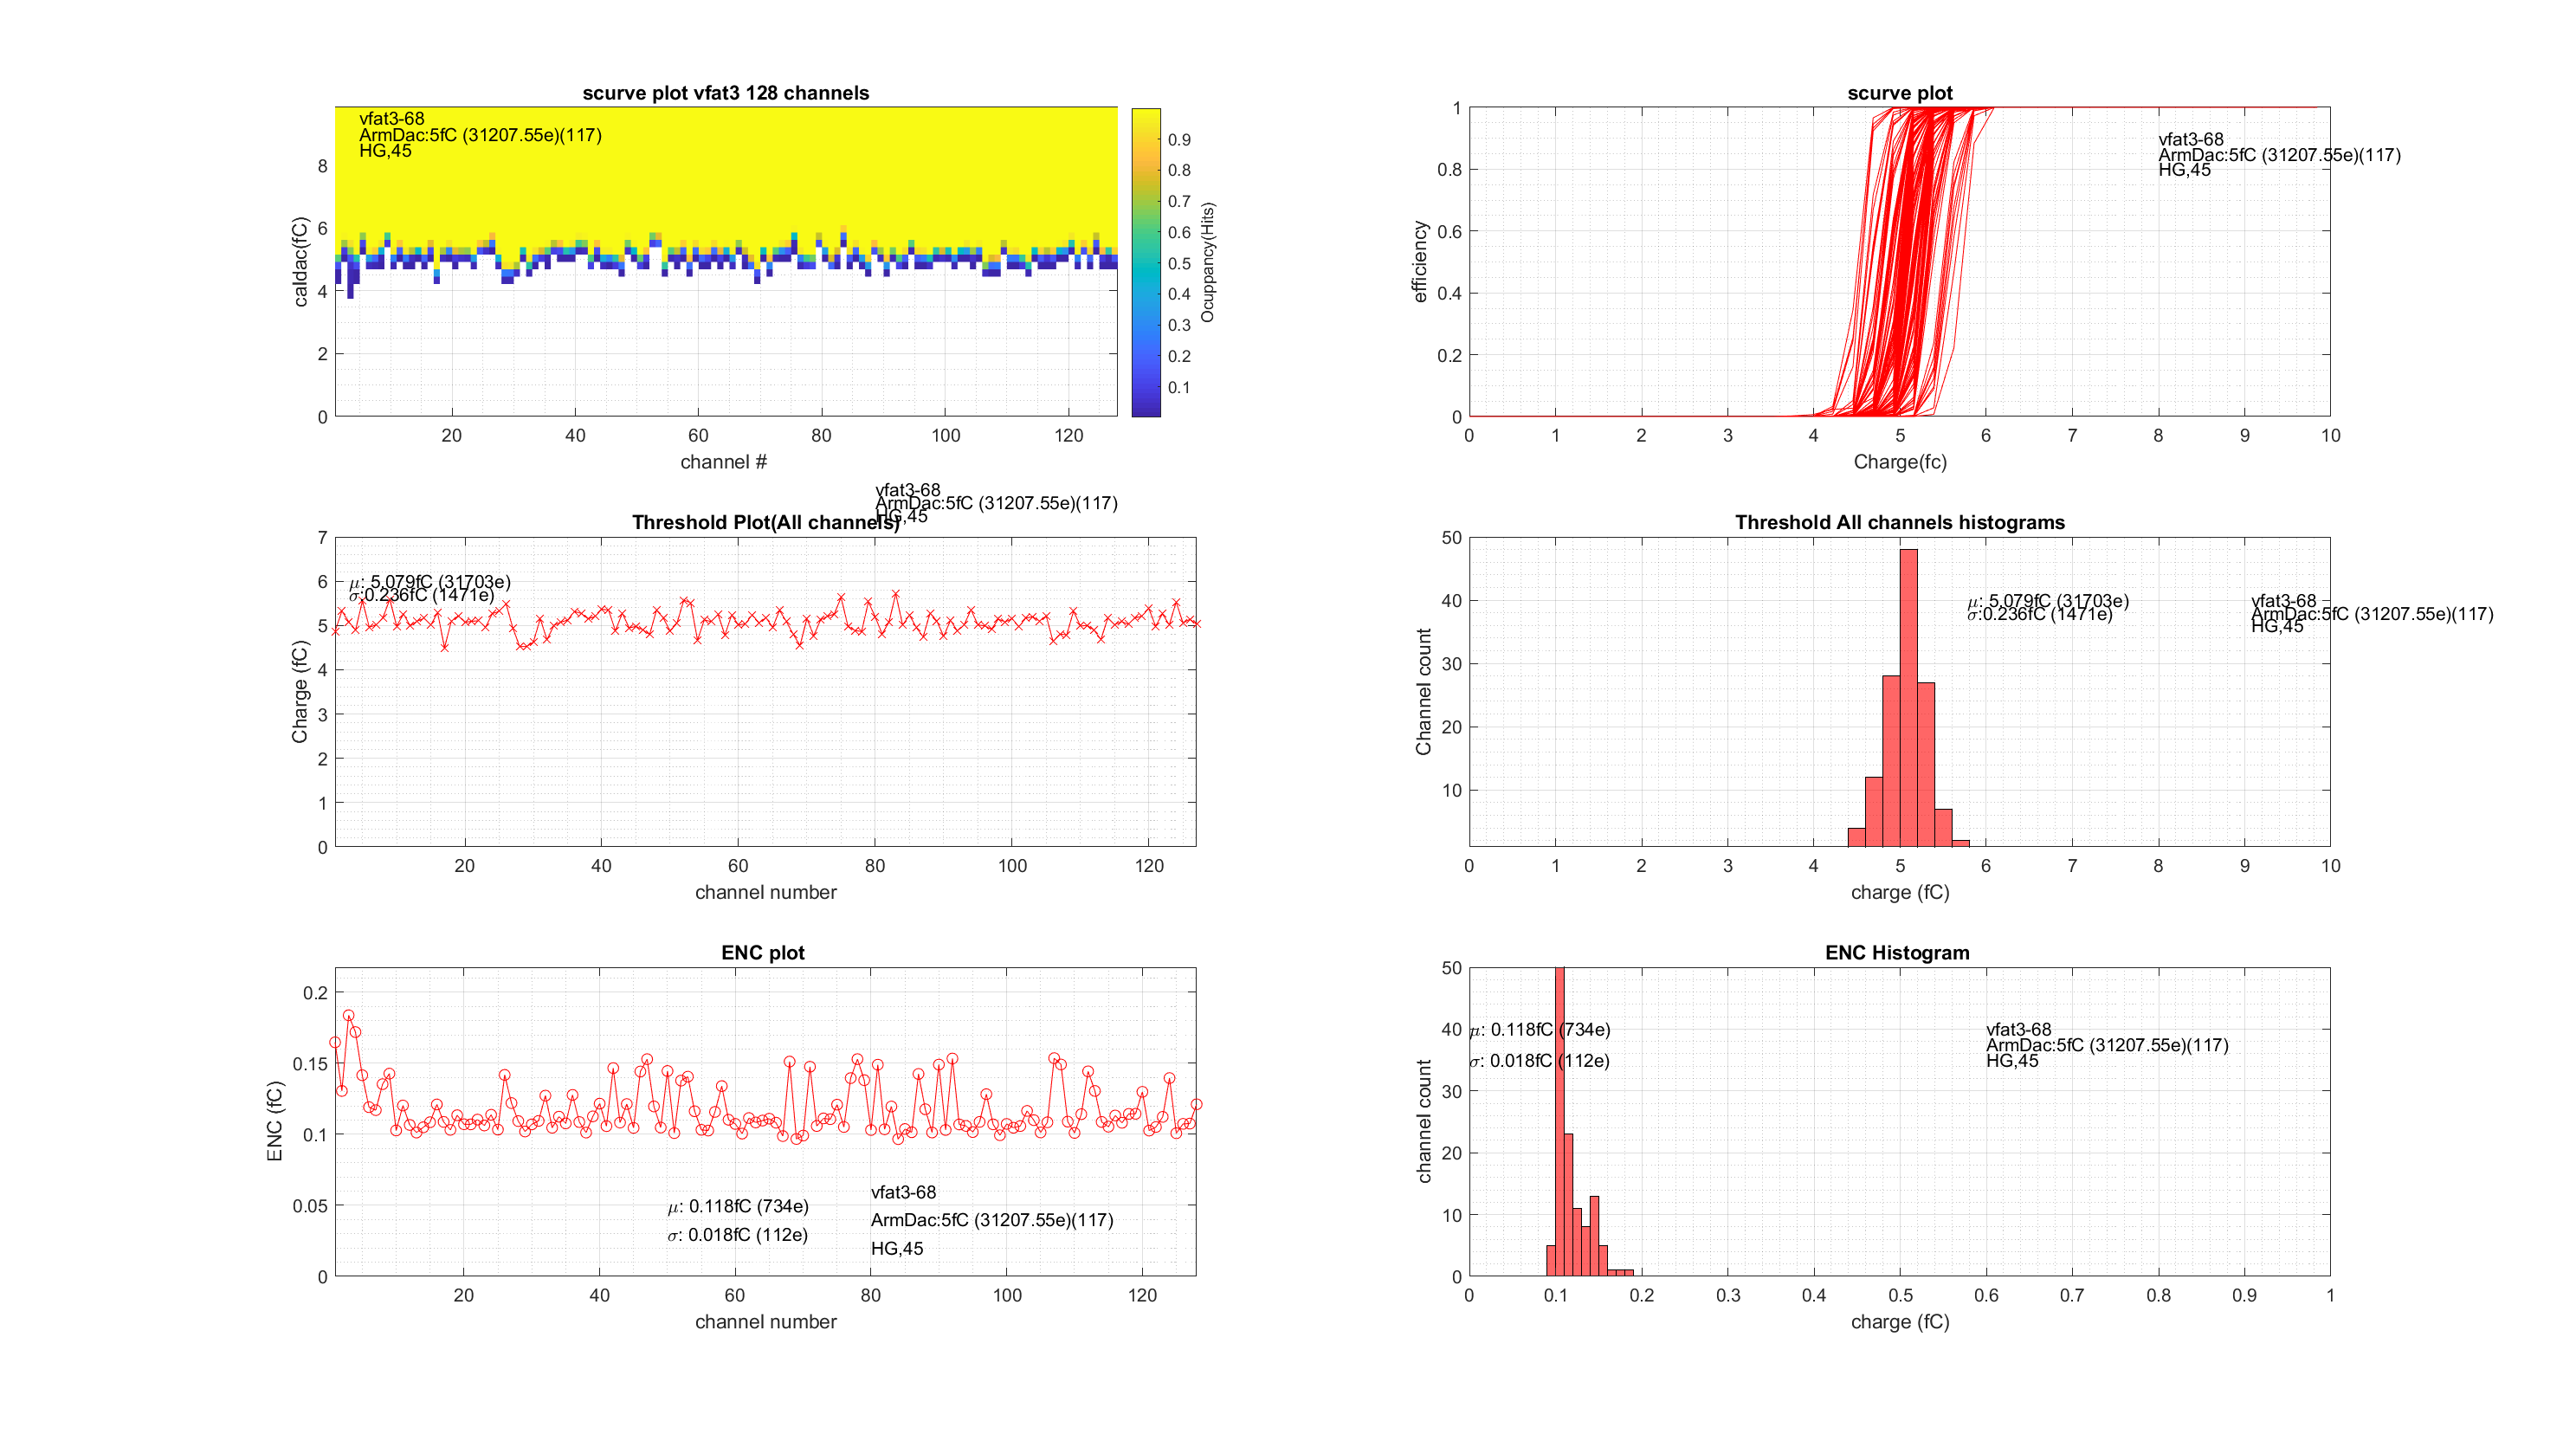 scurve plot vfat3 128 channels
vfat3-68
ArmDac:5fC (31207.55e)(117)
HG,45
caldac(fC)
8
6
4
2
0
20 40 60 80 100 120
channel #
0.9
0.8
0.7
0.6
0.5
0.4
0.3
0.2
0.1
Ocuppancy(Hits)
scurve plot
vfat3-68
ArmDac:5fC (31207.55e)(117)
HG,45
efficiency
1
0.8
0.6
0.4
0.2
0
0 1 2 3 4 5 6 7 8 9 10
Charge(fc)
vfat3-68
ArmDac:5fC (31207.55e)(117)
HG,45
Threshold Plot(All channels)
μ: 5.079fC (31703e)
σ:0.236fC (1471e)
Charge (fC)
7
6
5
4
3
2
1
0
20 40 60 80 100 120
channel number
Threshold All channels histograms
μ: 5.079fC (31703e)
σ:0.236fC (1471e)
vfat3-68
ArmDac:5fC (31207.55e)(117)
HG,45
Channel count
50
40
30
20
10
0 1 2 3 4 5 6 7 8 9 10
charge (fC)
ENC plot
ENC (fC)
0.2
0.15
0.1
0.05
0
μ: 0.118fC (734e)
σ: 0.018fC (112e)
vfat3-68
ArmDac:5fC (31207.55e)(117)
HG,45
20 40 60 80 100 120
channel number
ENC Histogram
μ: 0.118fC (734e)
σ: 0.018fC (112e)
vfat3-68
ArmDac:5fC (31207.55e)(117)
HG,45
channel count
50
40
30
20
10
0
0 0.1 0.2 0.3 0.4 0.5 0.6 0.7 0.8 0.9 1
charge (fC)